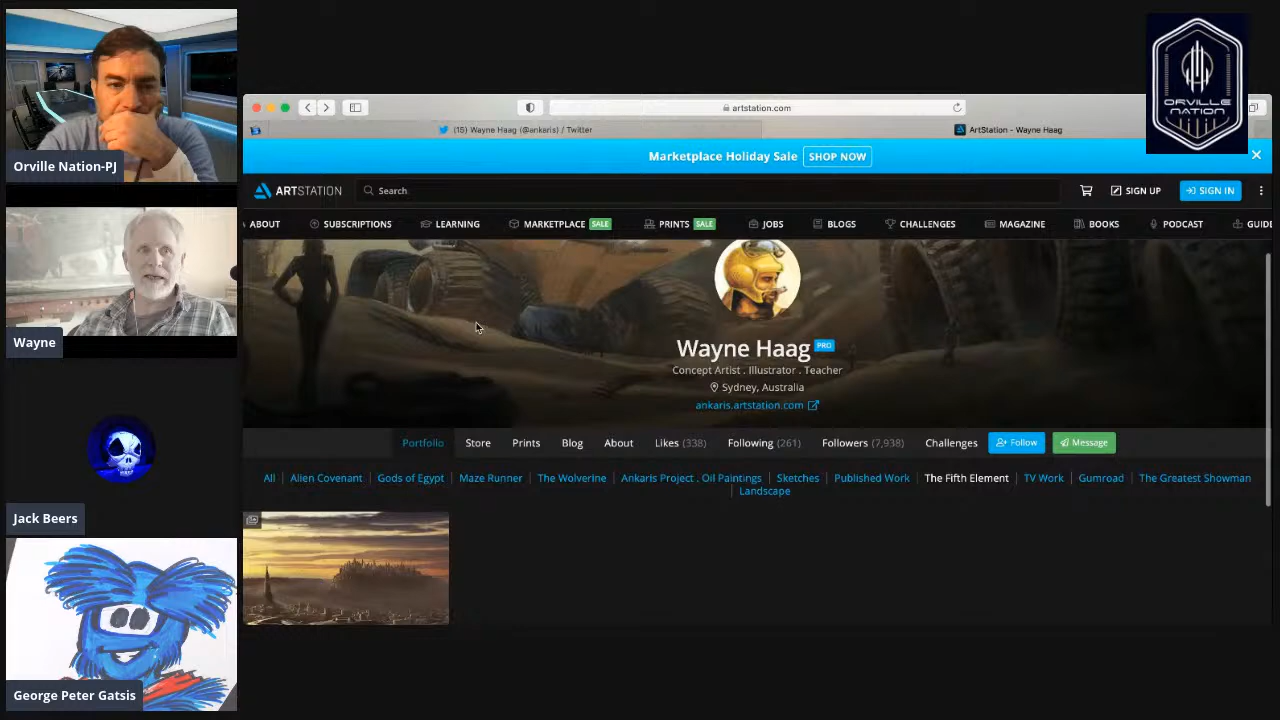 Orville Nation-PJ
Wayne
Jack Beers
George Peter Gatsis
ORVILLE
NATION
artstation.com
(15) Wayne Haag (@ankaris) / Twitter
ArtStation - Wayne Haag
Marketplace Holiday Sale SHOP NOW
ARTSTATION Search SIGN UP SIGN IN
ABOUT SUBSCRIPTIONS LEARNING MARKETPLACE SALE PRINTS SALE JOBS BLOGS CHALLENGES MAGAZINE BOOKS PODCAST GUIDE
Wayne Haag PRO
Concept Artist . Illustrator . Teacher
Sydney, Australia
ankaris.artstation.com
Portfolio Store Prints Blog About Likes (338) Following (261) Followers (7,938) Challenges Follow Message
All | Alien Covenant | Gods of Egypt | Maze Runner | The Wolverine | Ankaris Project . Oil Paintings | Sketches | Published Work | The Fifth Element | TV Work | Gumroad | The Greatest Showman
| Landscape